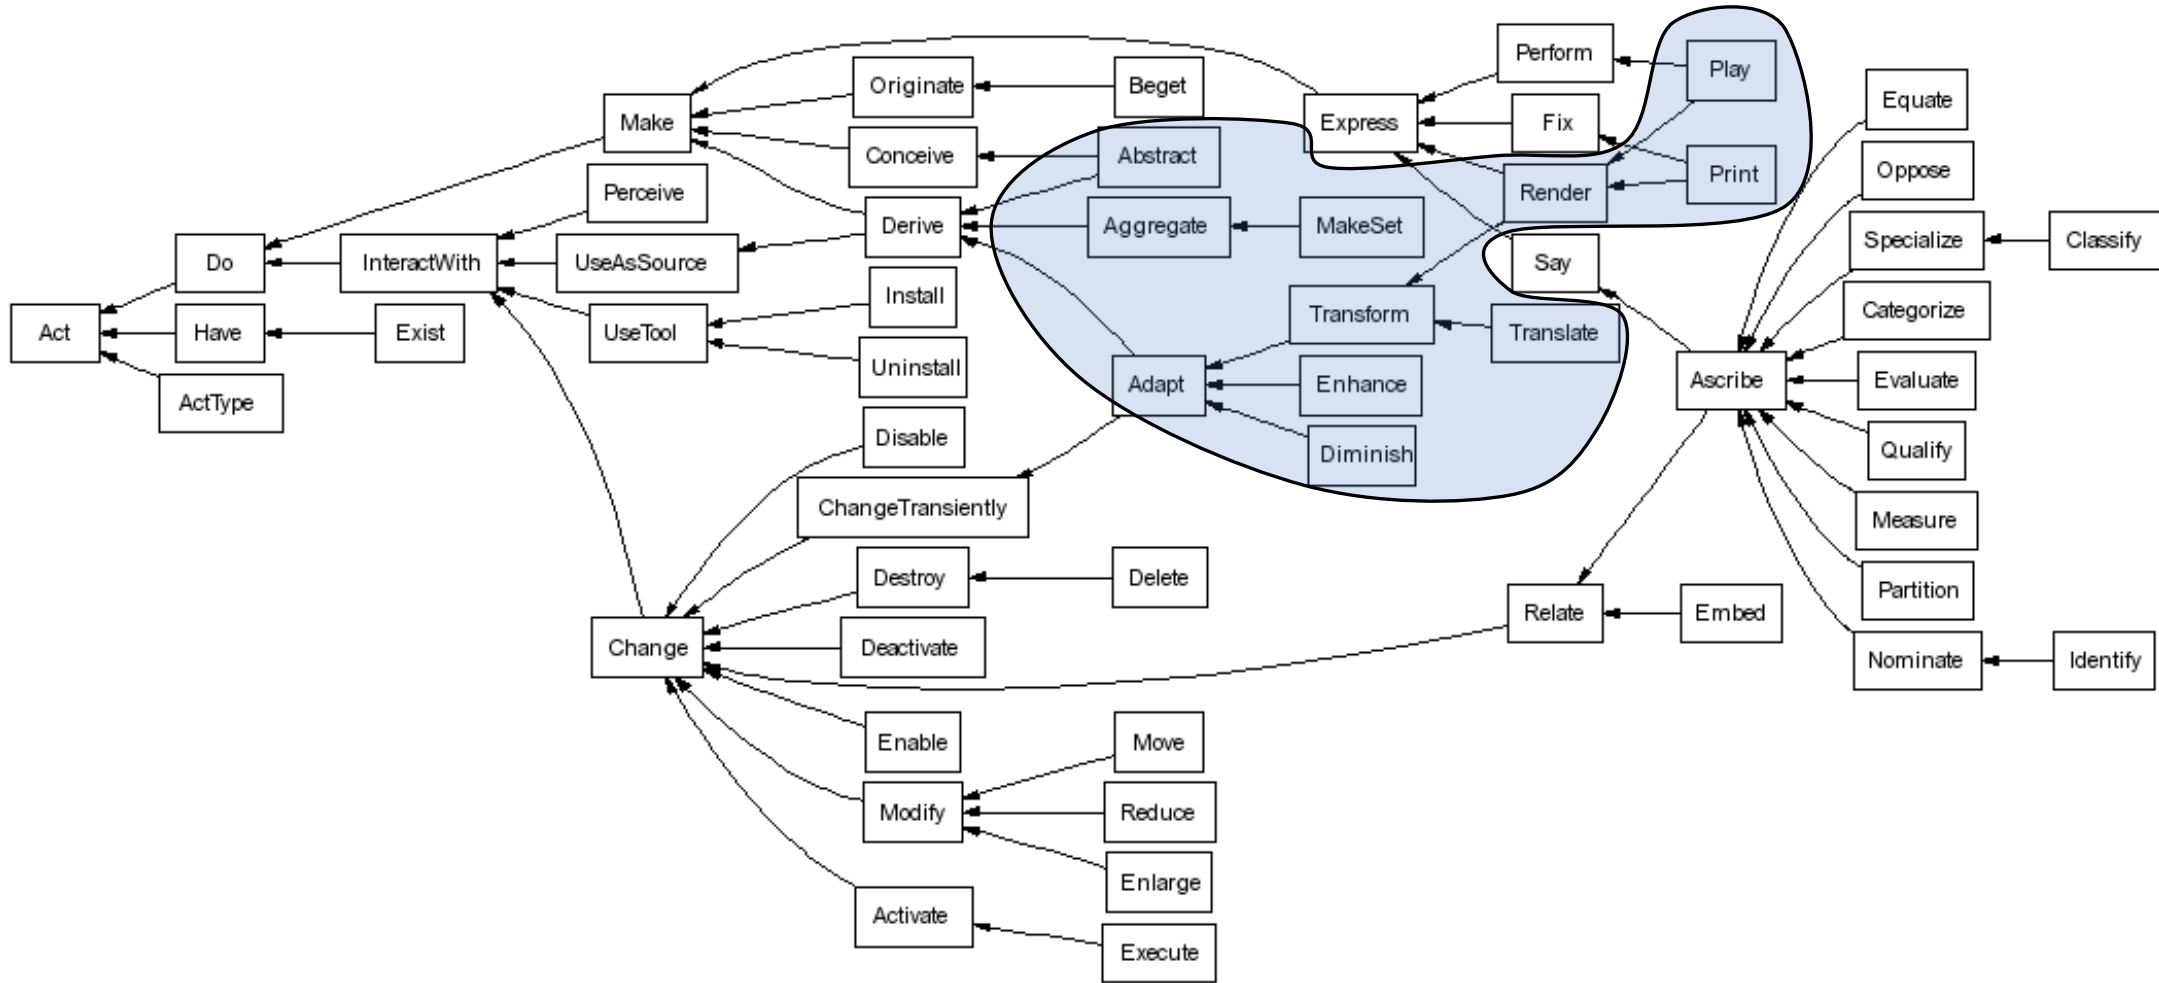 Act
Do
Have
ActType
InteractWith
Exist
Make
Perceive
UseAsSource
UseTool
Change
Originate
Conceive
Derive
Install
Uninstall
Disable
ChangeTransiently
Destroy
Deactivate
Enable
Modify
Activate
Beget
Abstract
Aggregate
Adapt
Delete
Move
Reduce
Enlarge
Execute
Express
MakeSet
Transform
Enhance
Diminish
Perform
Fix
Render
Say
Translate
Relate
Play
Print
Ascribe
Embed
Equate
Oppose
Specialize
Categorize
Evaluate
Qualify
Measure
Partition
Nominate
Classify
Identify